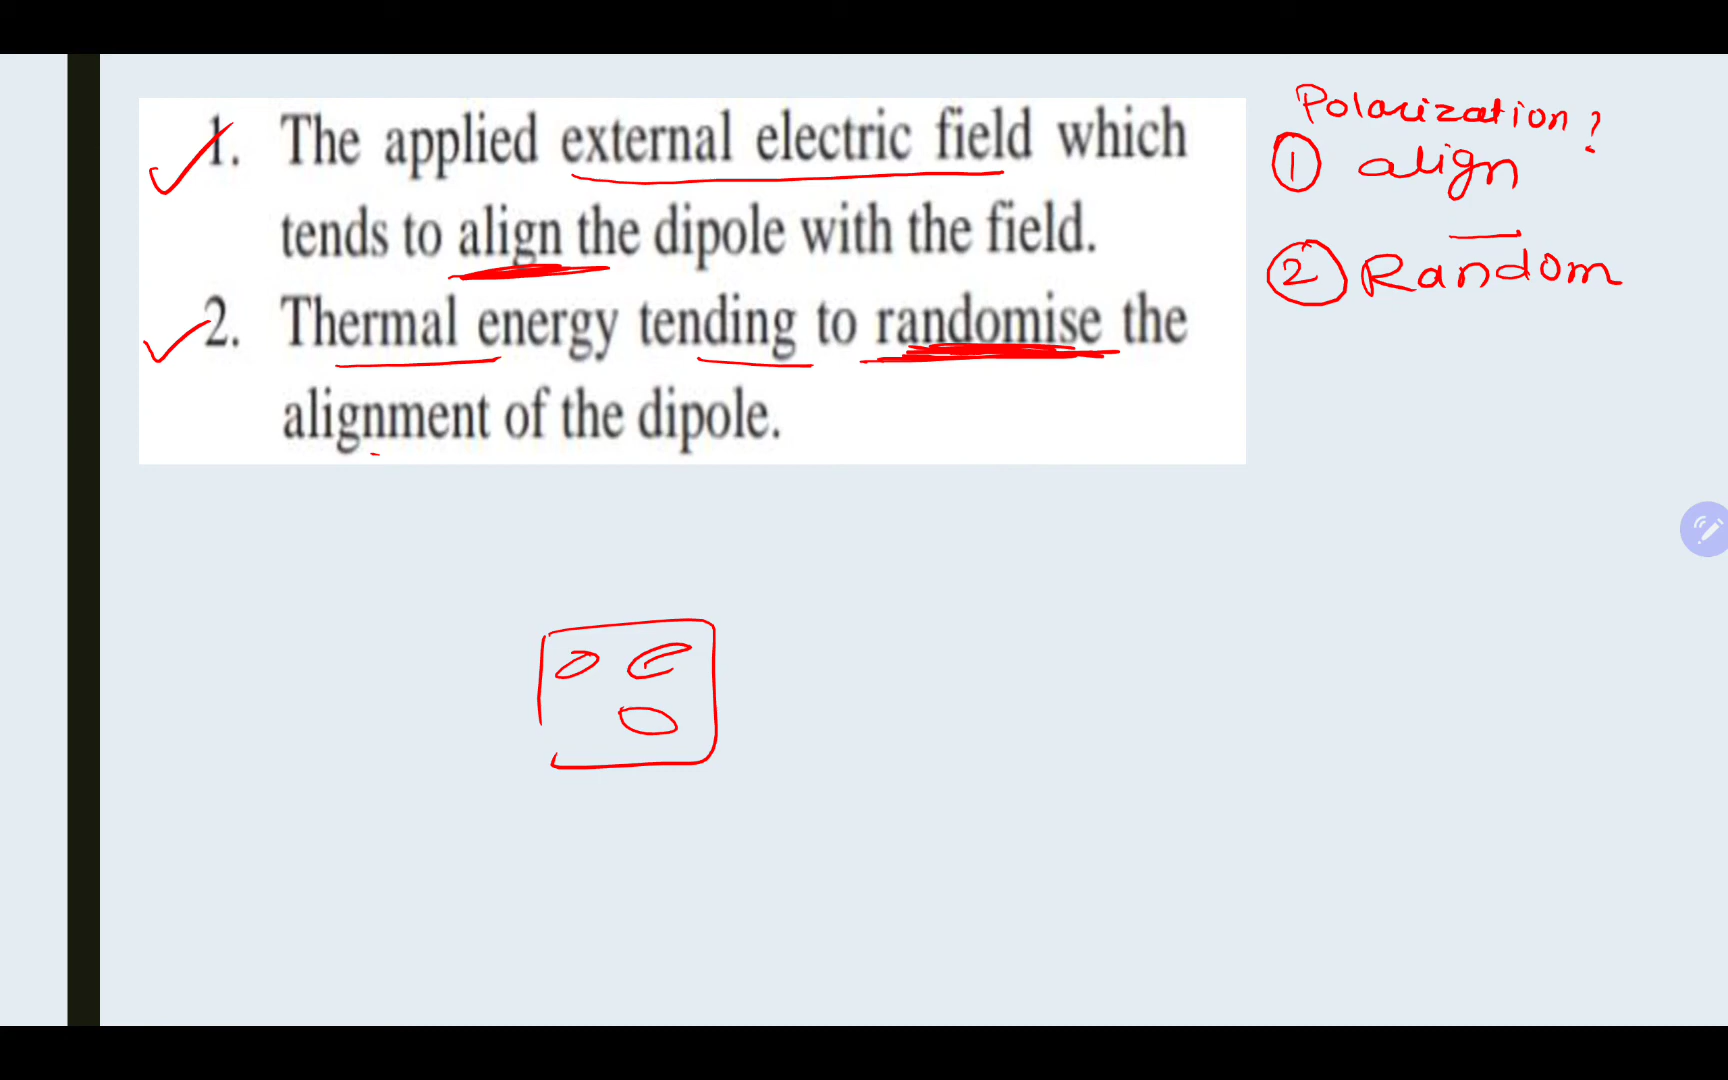 1. The applied external electric field which
tends to align the dipole with the field.
2. Thermal energy tending to randomise the
alignment of the dipole.
Polarization?
① align
② Random